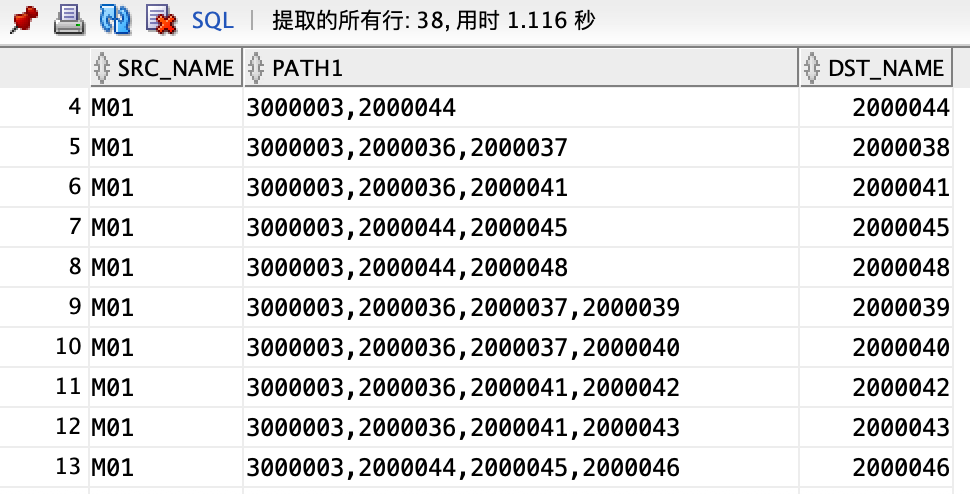 SQL | 提取的所有行: 38, 用时 1.116 秒
SRC_NAME PATH1 DST_NAME
4 M01 3000003,2000044 2000044
5 M01 3000003,2000036,2000037 2000038
6 M01 3000003,2000036,2000041 2000041
7 M01 3000003,2000044,2000045 2000045
8 M01 3000003,2000044,2000048 2000048
9 M01 3000003,2000036,2000037,2000039 2000039
10 M01 3000003,2000036,2000037,2000040 2000040
11 M01 3000003,2000036,2000041,2000042 2000042
12 M01 3000003,2000036,2000041,2000043 2000043
13 M01 3000003,2000044,2000045,2000046 2000046